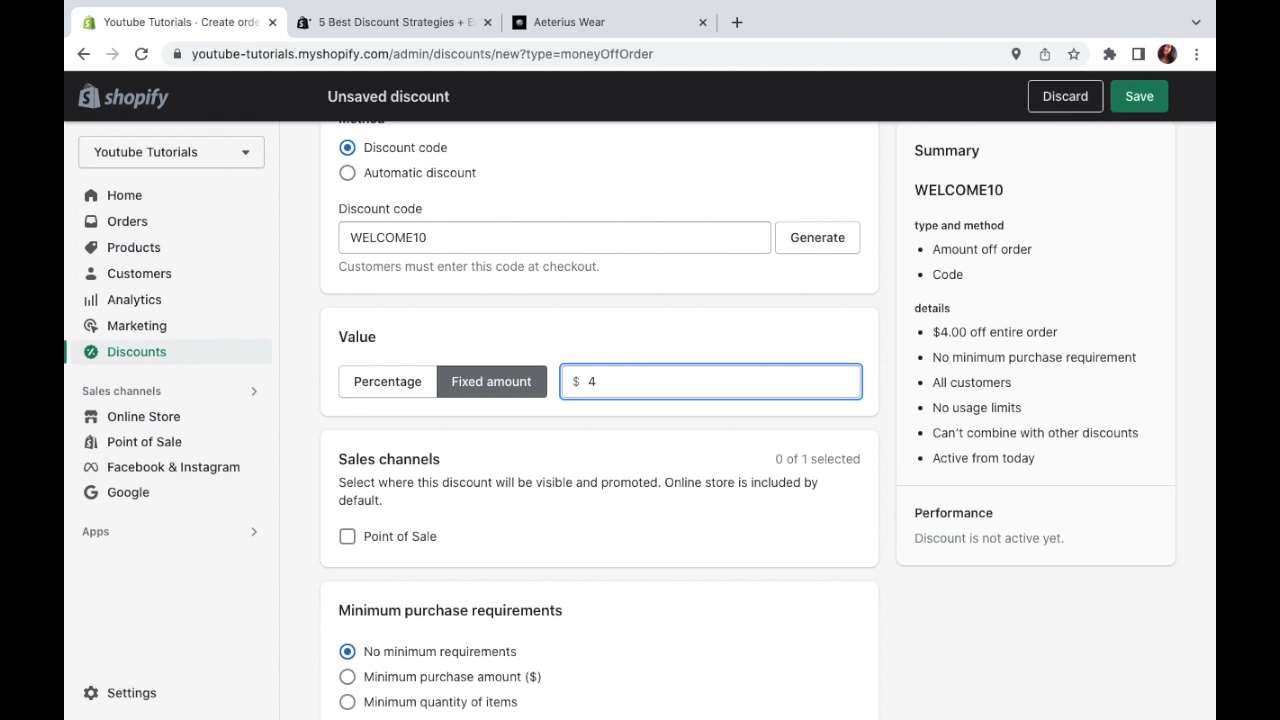 Youtube Tutorials · Create orde
5 Best Discount Strategies + E
Aeterius Wear
youtube-tutorials.myshopify.com/admin/discounts/new?type=moneyOffOrder
shopify
Unsaved discount
Discard
Save
Youtube Tutorials
Home
Orders
Products
Customers
Analytics
Marketing
Discounts
Sales channels
Online Store
Point of Sale
Facebook & Instagram
Google
Apps
Settings
Method
Discount code
Automatic discount
Discount code
WELCOME10
Generate
Customers must enter this code at checkout.
Value
Percentage
Fixed amount
$ 4
Sales channels
0 of 1 selected
Select where this discount will be visible and promoted. Online store is included by
default.
Point of Sale
Minimum purchase requirements
No minimum requirements
Minimum purchase amount ($)
Minimum quantity of items
Summary
WELCOME10
type and method
• Amount off order
• Code
details
• $4.00 off entire order
• No minimum purchase requirement
• All customers
• No usage limits
• Can't combine with other discounts
• Active from today
Performance
Discount is not active yet.